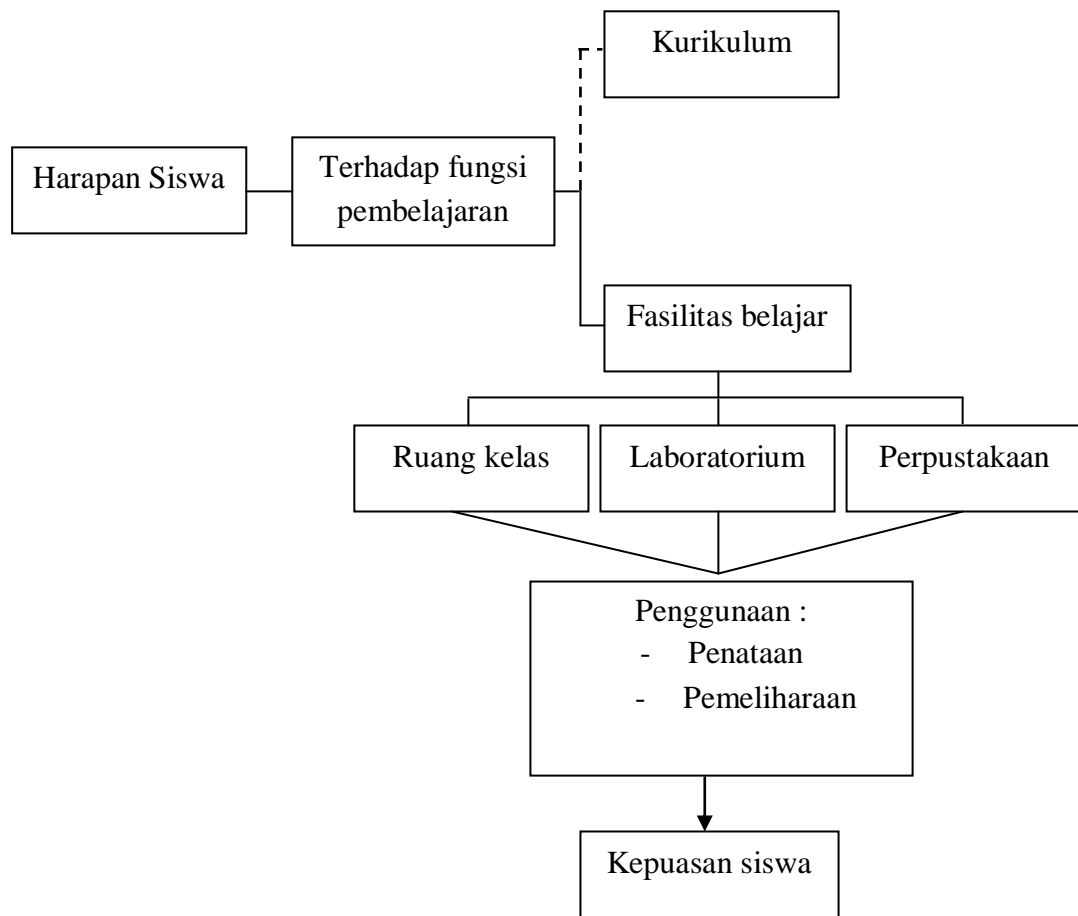 Kurikulum
Harapan Siswa
Terhadap fungsi
pembelajaran
Fasilitas belajar
Ruang kelas
Laboratorium
Perpustakaan
Penggunaan :
- Penataan
- Pemeliharaan
Kepuasan siswa